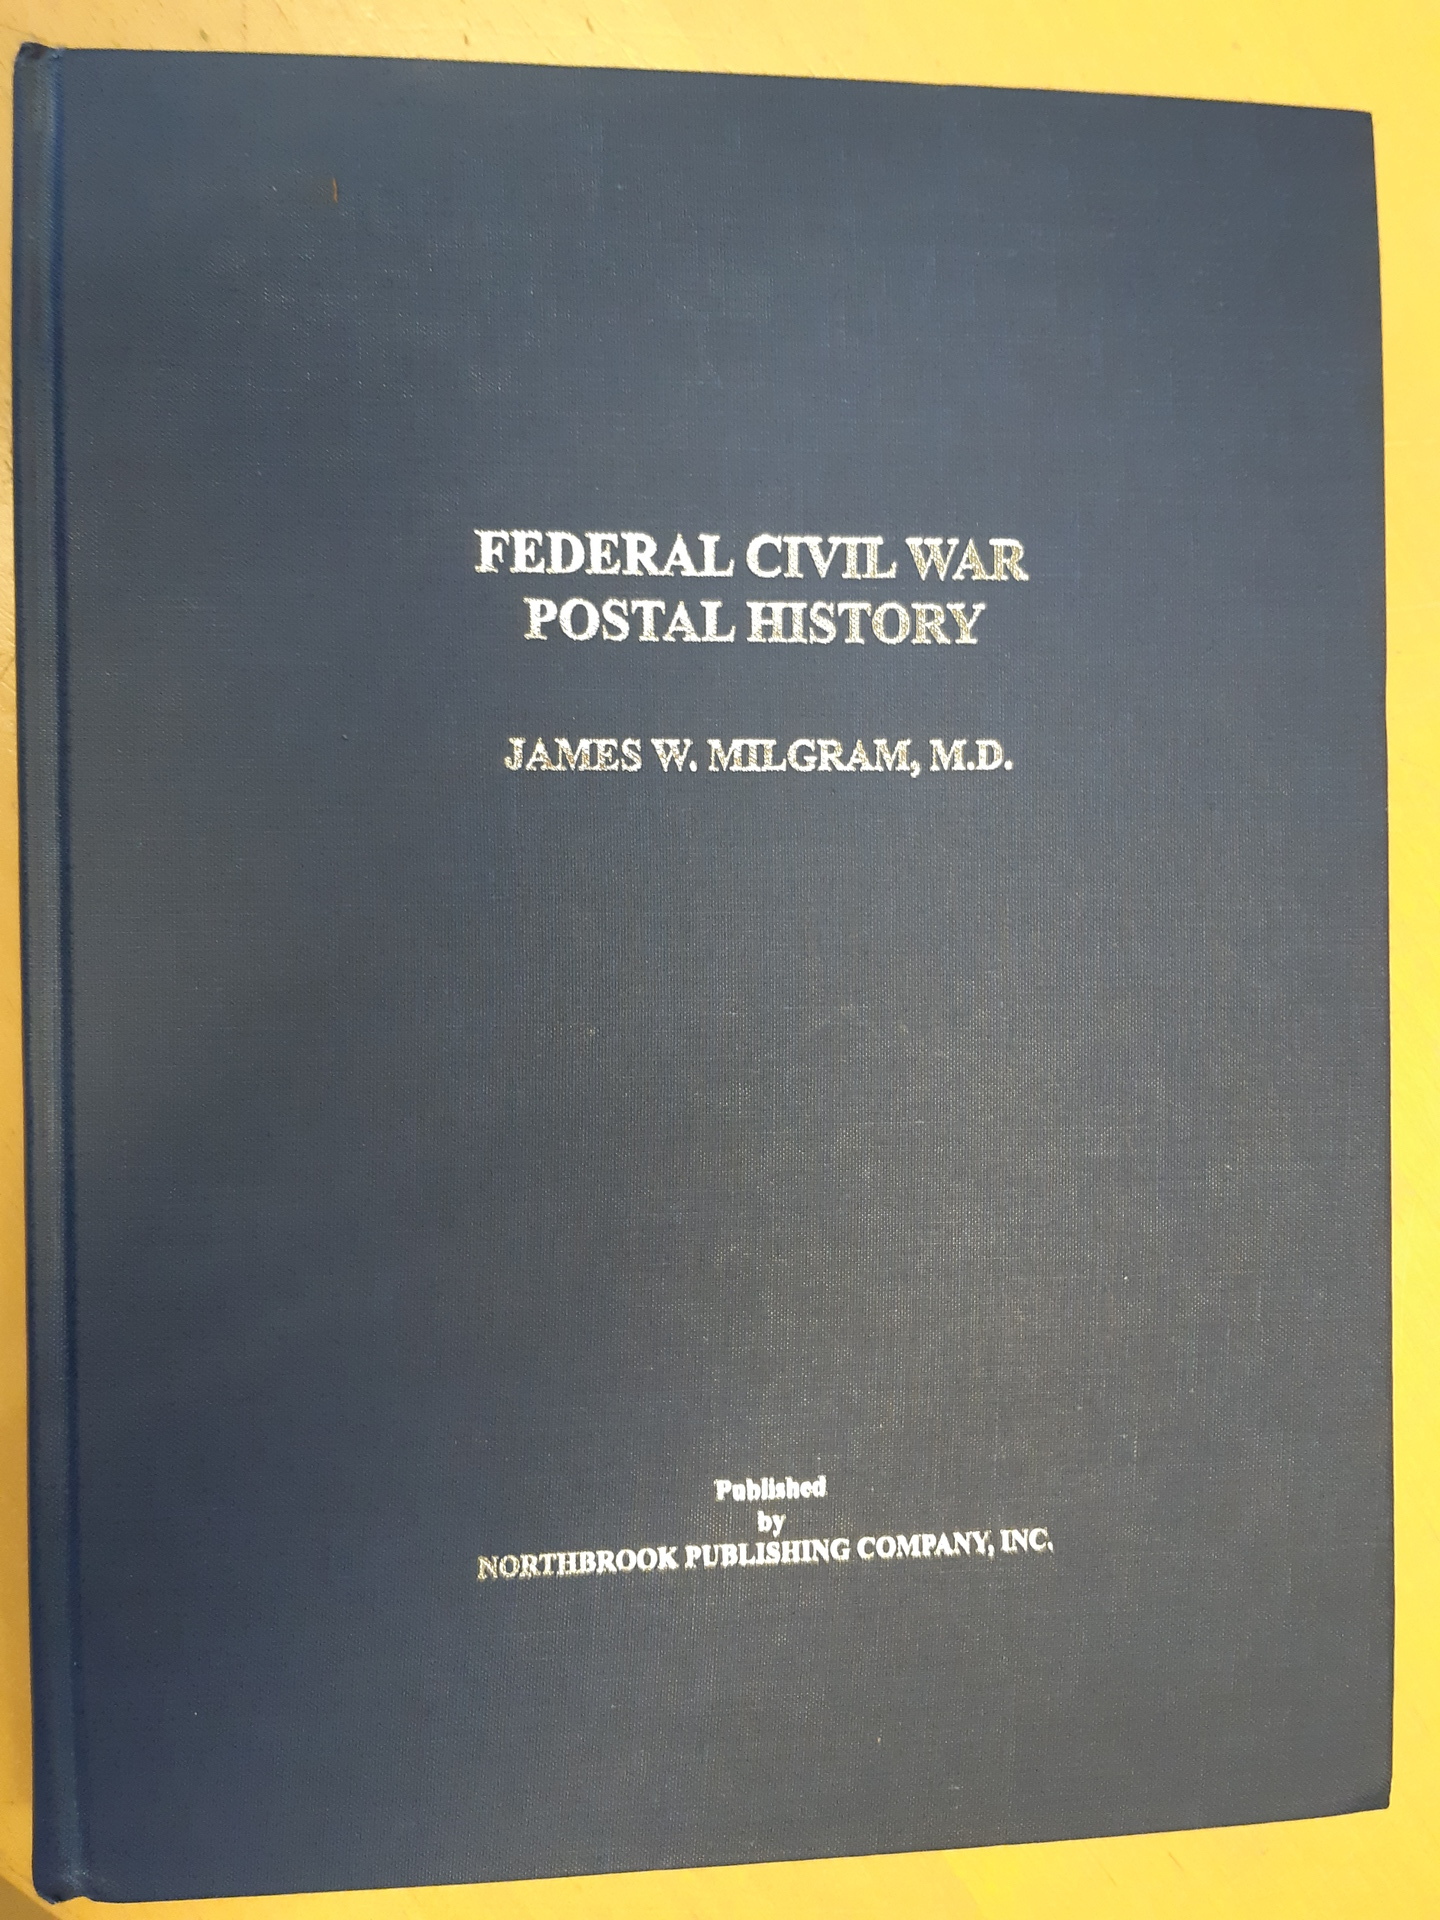 FEDERAL CIVIL WAR
POSTAL HISTORY
JAMES W. MILGRAM, M.D.
Published
by
NORTHBROOK PUBLISHING COMPANY, INC.